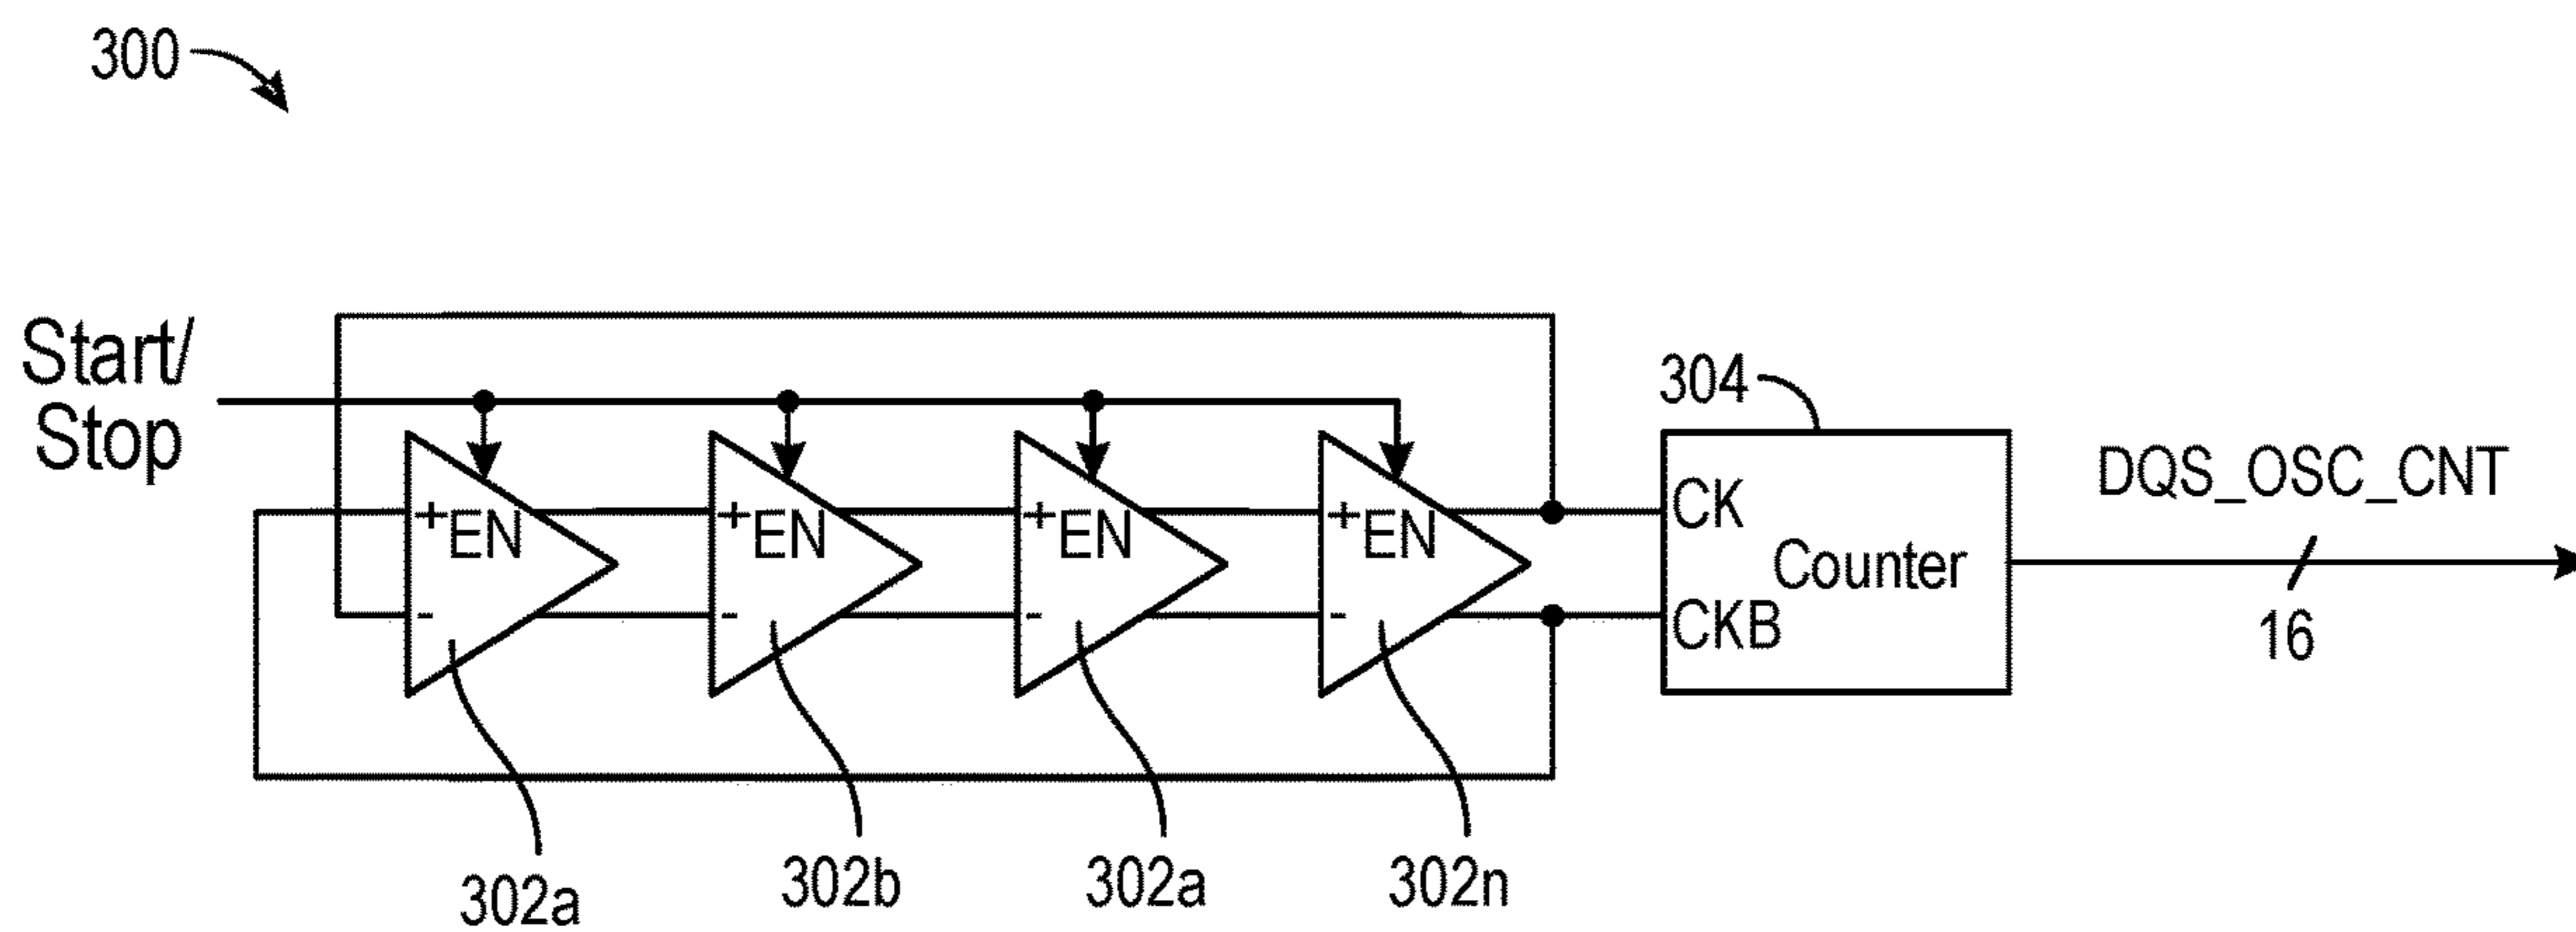 300
Start/
Stop
304
DQS_OSC_CNT
16
+ EN
-
+ EN
-
+ EN
-
+ EN
-
CK
Counter
CKB
302a
302b
302a
302n